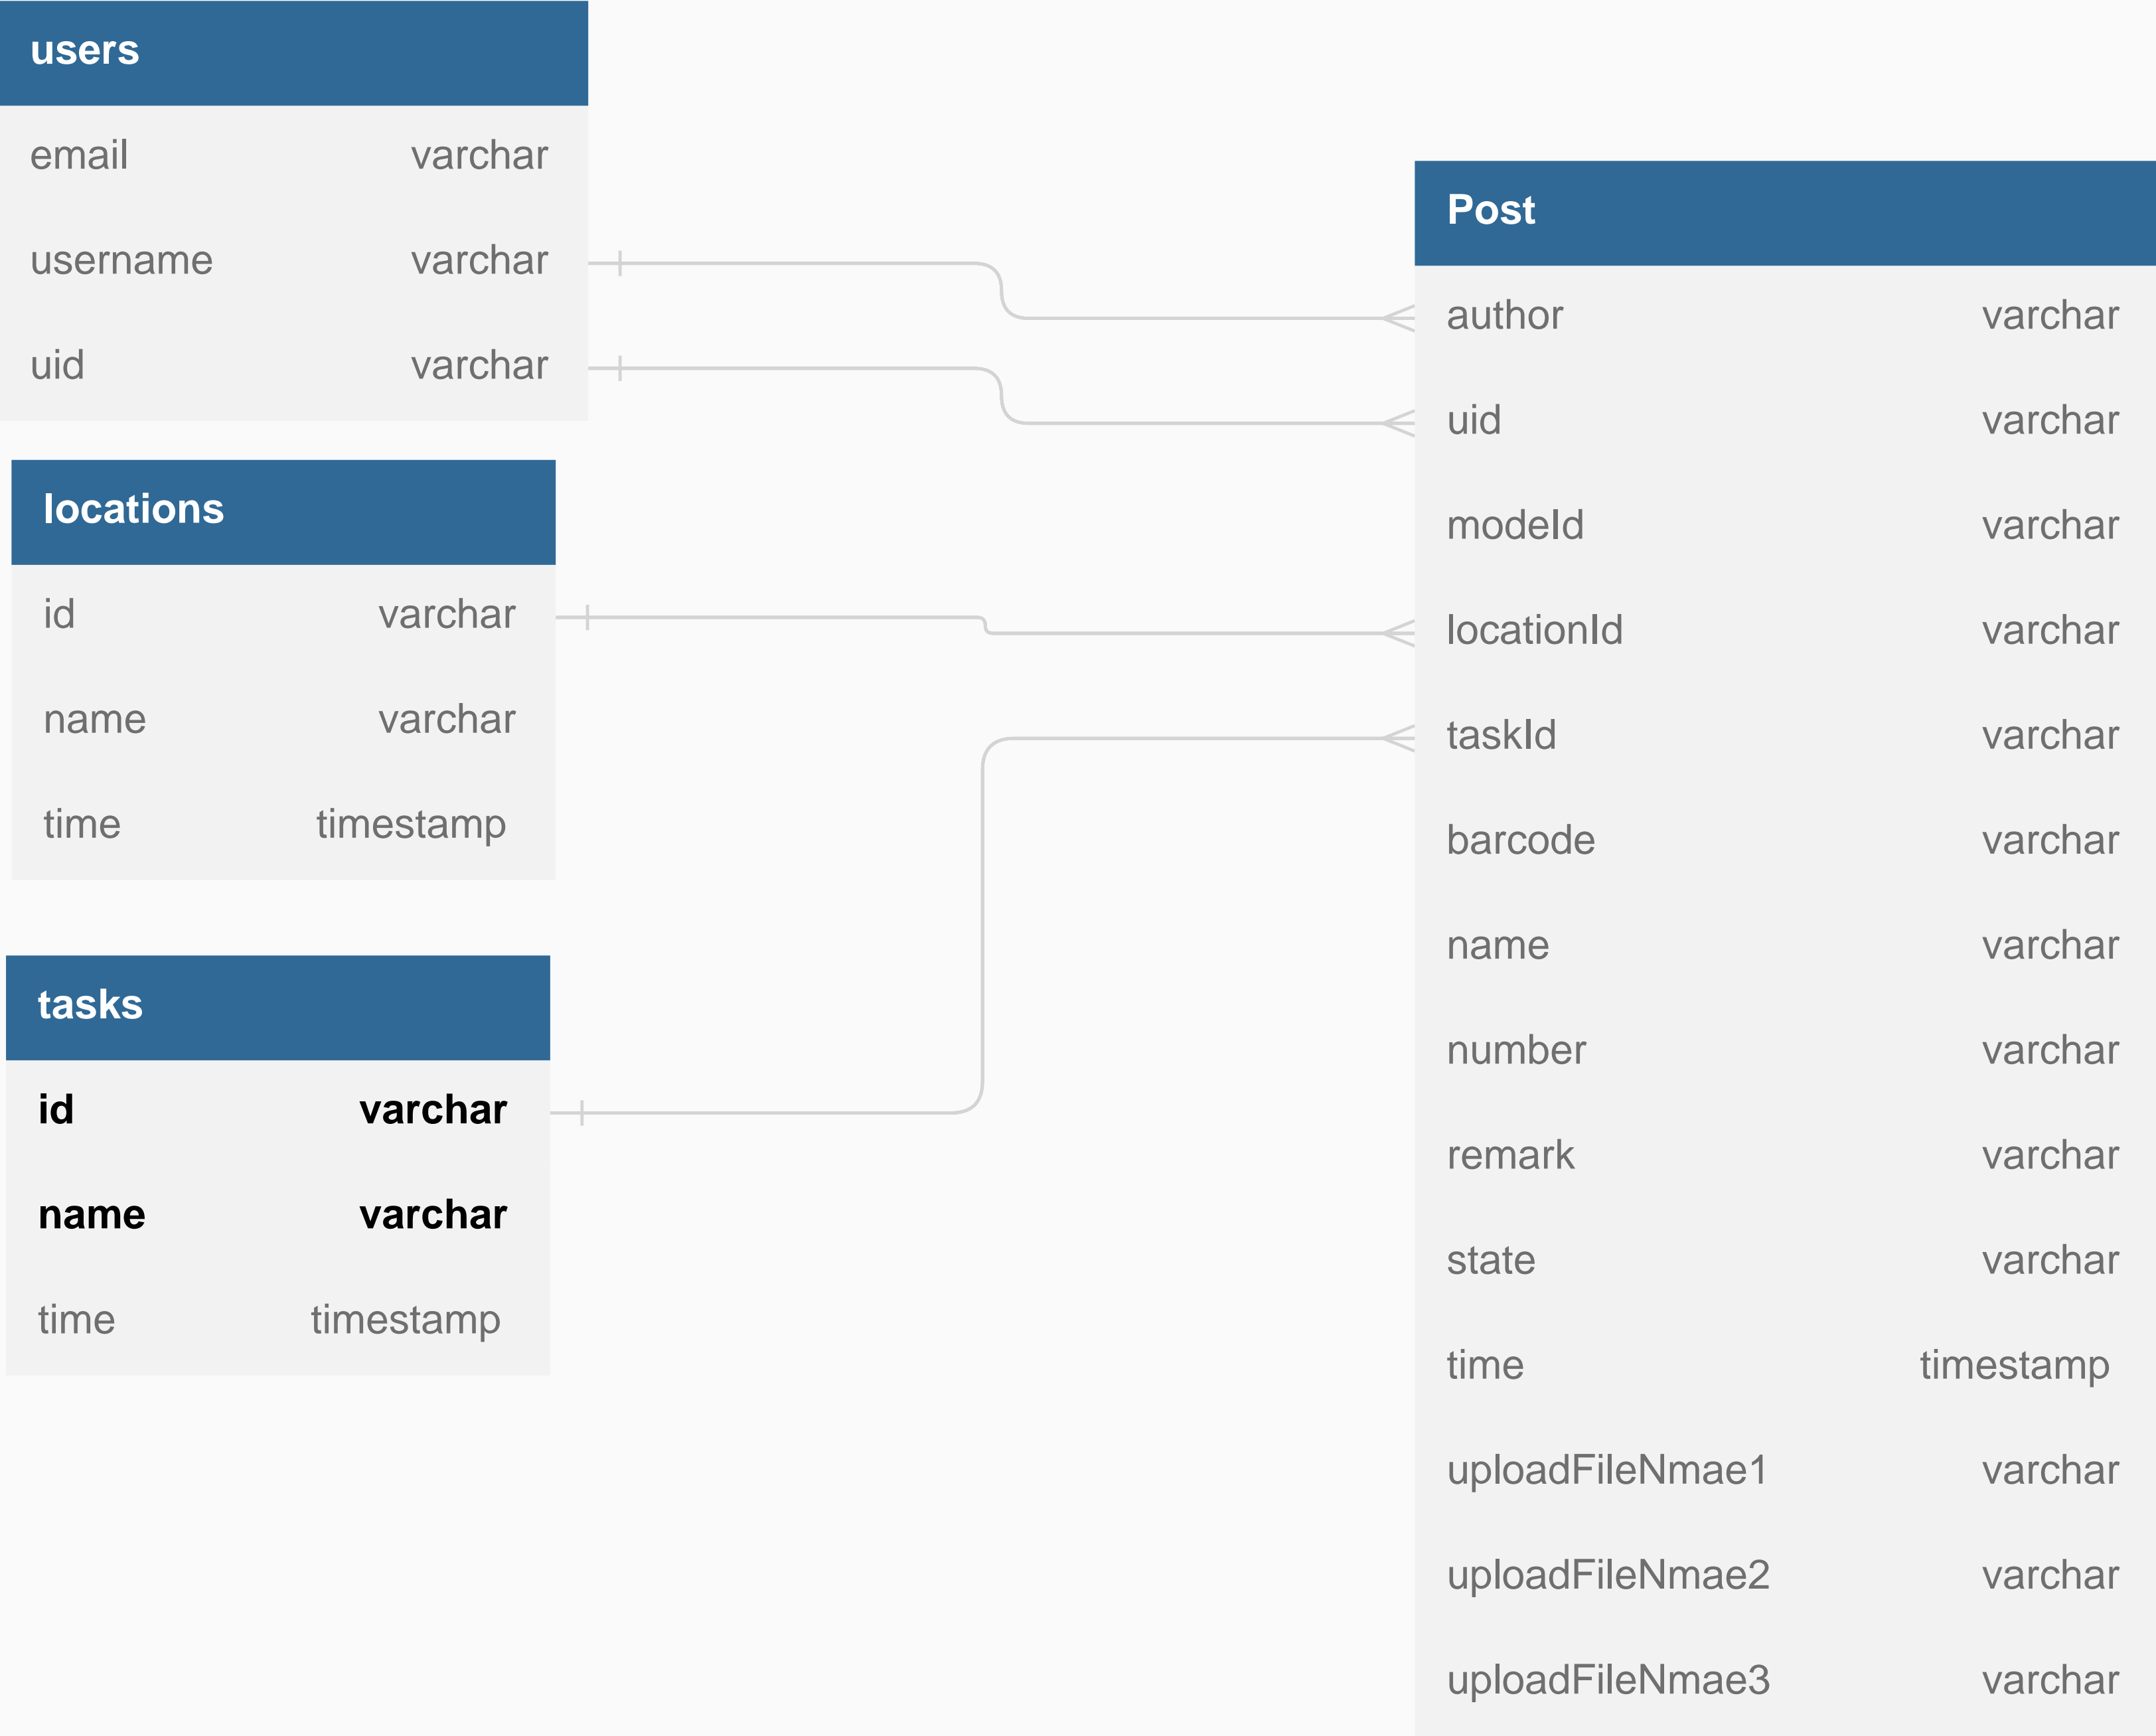 users
email varchar
username varchar
uid varchar
locations
id varchar
name varchar
time timestamp
tasks
id varchar
name varchar
time timestamp
Post
author varchar
uid varchar
modeId varchar
locationId varchar
taskId varchar
barcode varchar
name varchar
number varchar
remark varchar
state varchar
time timestamp
uploadFileNmae1 varchar
uploadFileNmae2 varchar
uploadFileNmae3 varchar